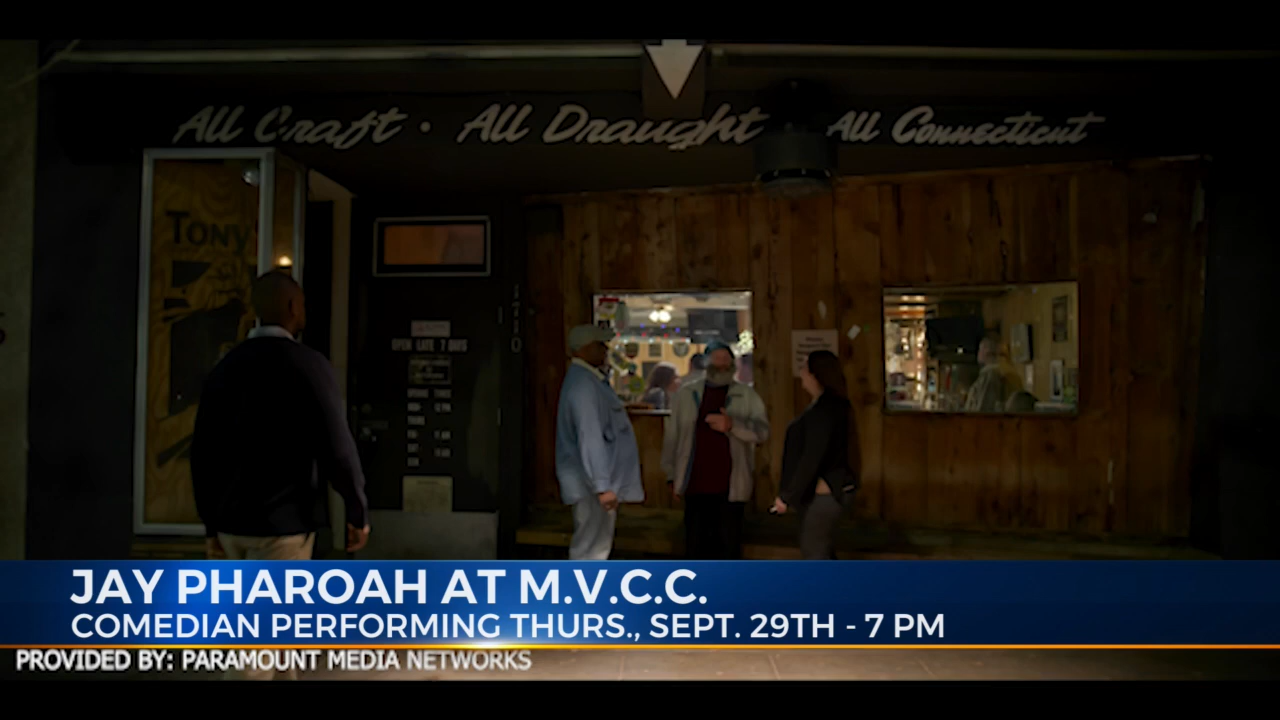 All Craft · All Draught · All Connecticut
TONY
OPEN LATE 7 DAYS
JAY PHAROAH AT M.V.C.C.
COMEDIAN PERFORMING THURS., SEPT. 29TH - 7 PM
PROVIDED BY: PARAMOUNT MEDIA NETWORKS